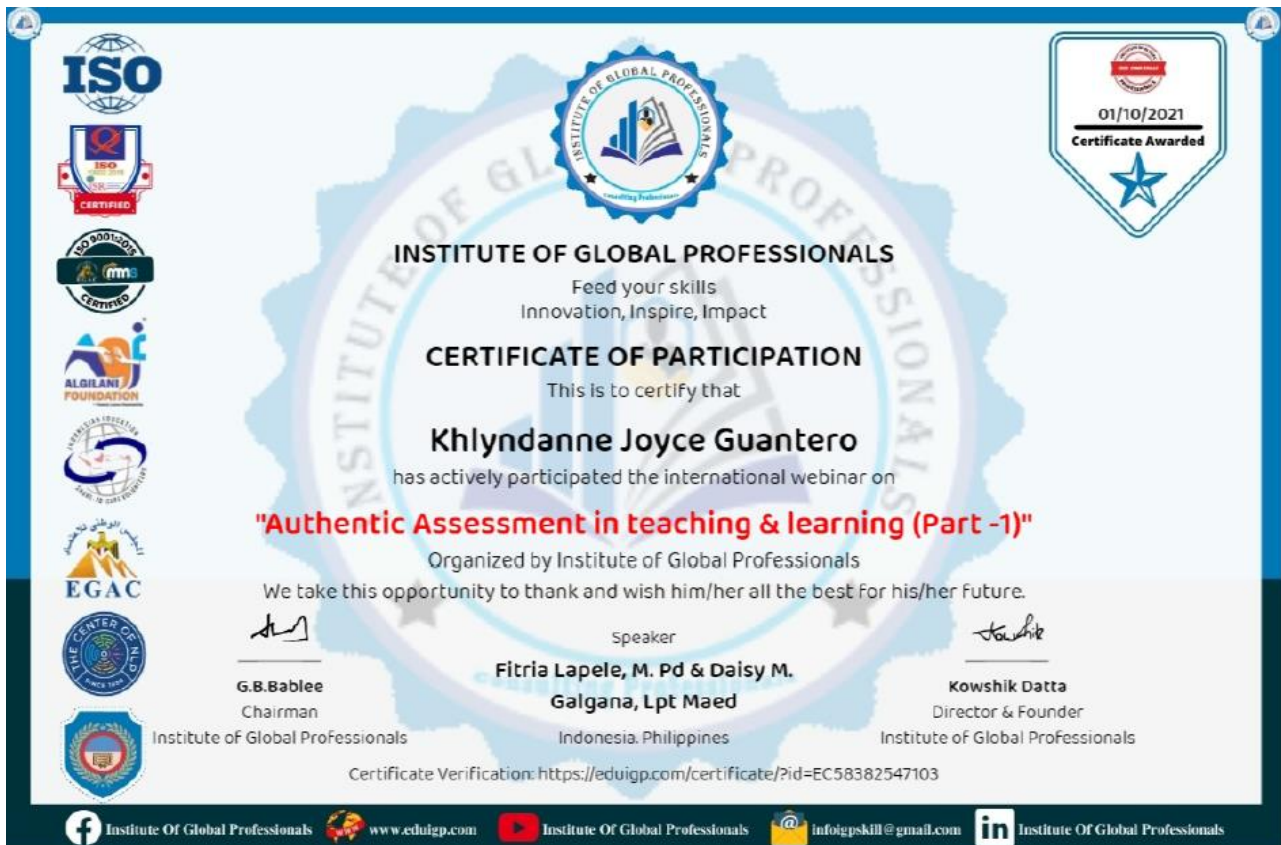 ISO
ISO
CERTIFIED
ISO 9001:2015
CERTIFIED
ALGILANI
FOUNDATION
EGAC
THE CENTER OF NLP
INSTITUTE OF GLOBAL PROFESSIONALS
Consulting Professionals
01/10/2021
Certificate Awarded
INSTITUTE OF GLOBAL PROFESSIONALS
Feed your skills
Innovation, Inspire, Impact
CERTIFICATE OF PARTICIPATION
This is to certify that
Khlyndanne Joyce Guantero
has actively participated the international webinar on
"Authentic Assessment in teaching & learning (Part -1)"
Organized by Institute of Global Professionals
We take this opportunity to thank and wish him/her all the best for his/her future.
Kowshik
G.B.Bablee
Chairman
Institute of Global Professionals
Speaker
Fitria Lapele, M. Pd & Daisy M.
Galgana, Lpt Maed
Indonesia. Philippines
Kowshik Datta
Director & Founder
Institute of Global Professionals
Certificate Verification: https://eduigp.com/certificate/?id=EC58382547103
Institute Of Global Professionals www.eduigp.com Institute Of Global Professionals infoigpskill@gmail.com Institute Of Global Professionals